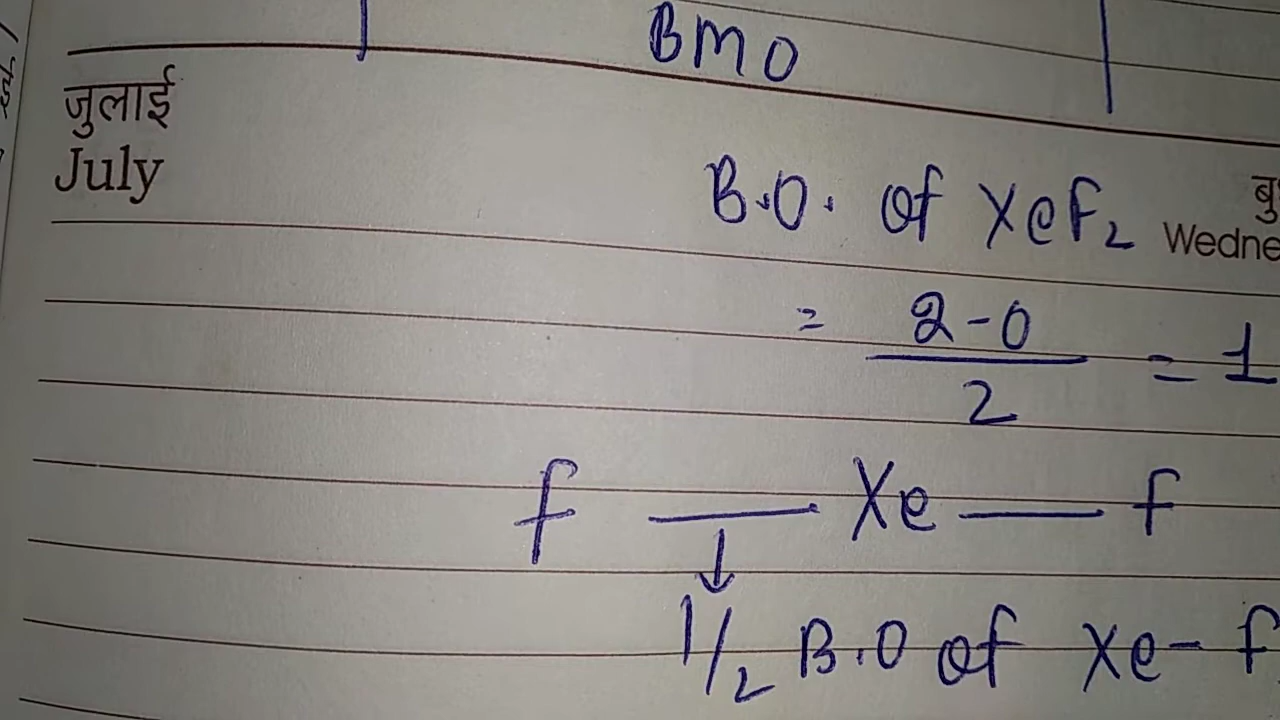 BMO
जुलाई
July
B.O. of XeF2
Wedne
= 2-0 / 2 = 1
f — Xe — f
↓
1/2 B.O of Xe-f